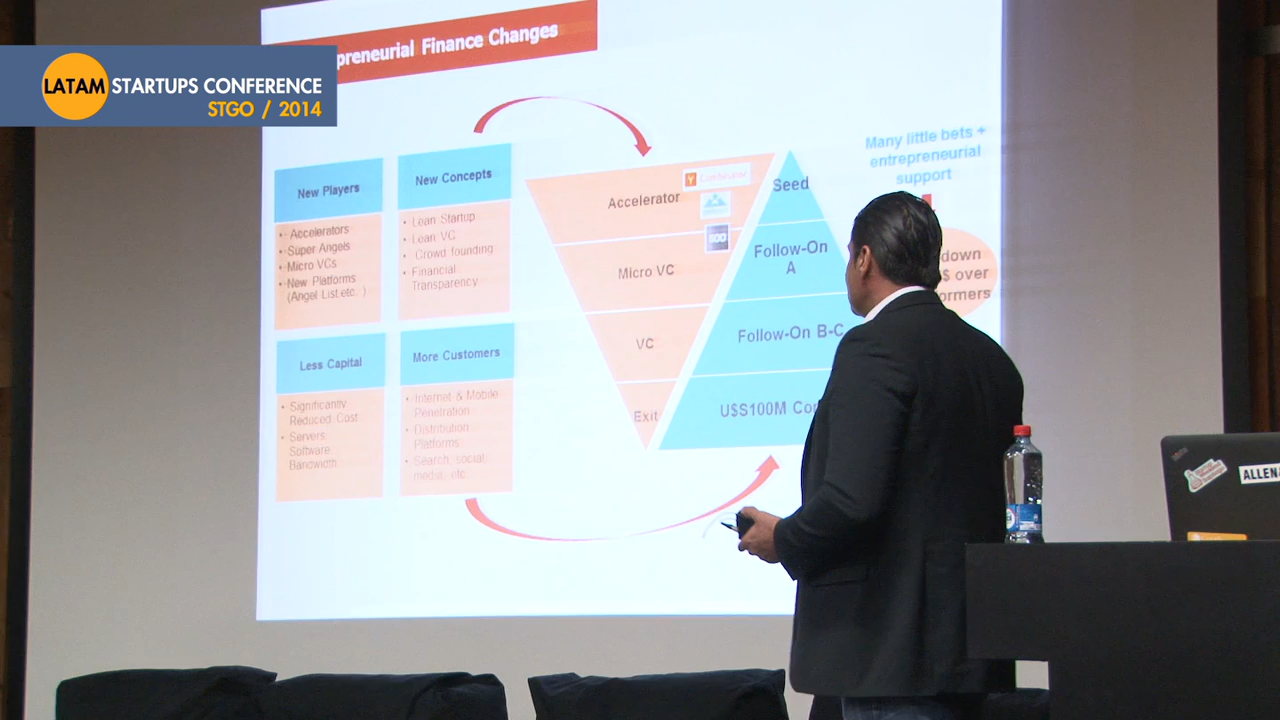 LATAM STARTUPS CONFERENCE
STGO / 2014
preneurial Finance Changes
New Players
• Accelerators
• Super Angels
• Micro VCs
• New Platforms
(Angel List etc. )
New Concepts
• Lean Startup
• Lean VC
• Crowd founding
• Financial
Transparency
Less Capital
• Significantly
Reduced Cost
• Servers,
Software,
Bandwidth
More Customers
• Internet & Mobile
Penetration
• Distribution
Platforms
• Search, social,
media, etc.
Accelerator
Y Combinator
500
Micro VC
VC
Exit
Seed
Follow-On
A
Follow-On B-C
U$S100M Co
Many little bets +
entrepreneurial
support
down
$ over
ormers
ALLEN